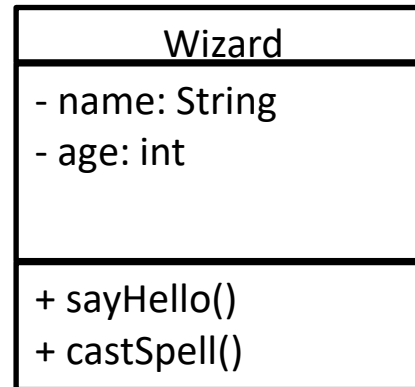 Wizard
- name: String
- age: int
+ sayHello()
+ castSpell()